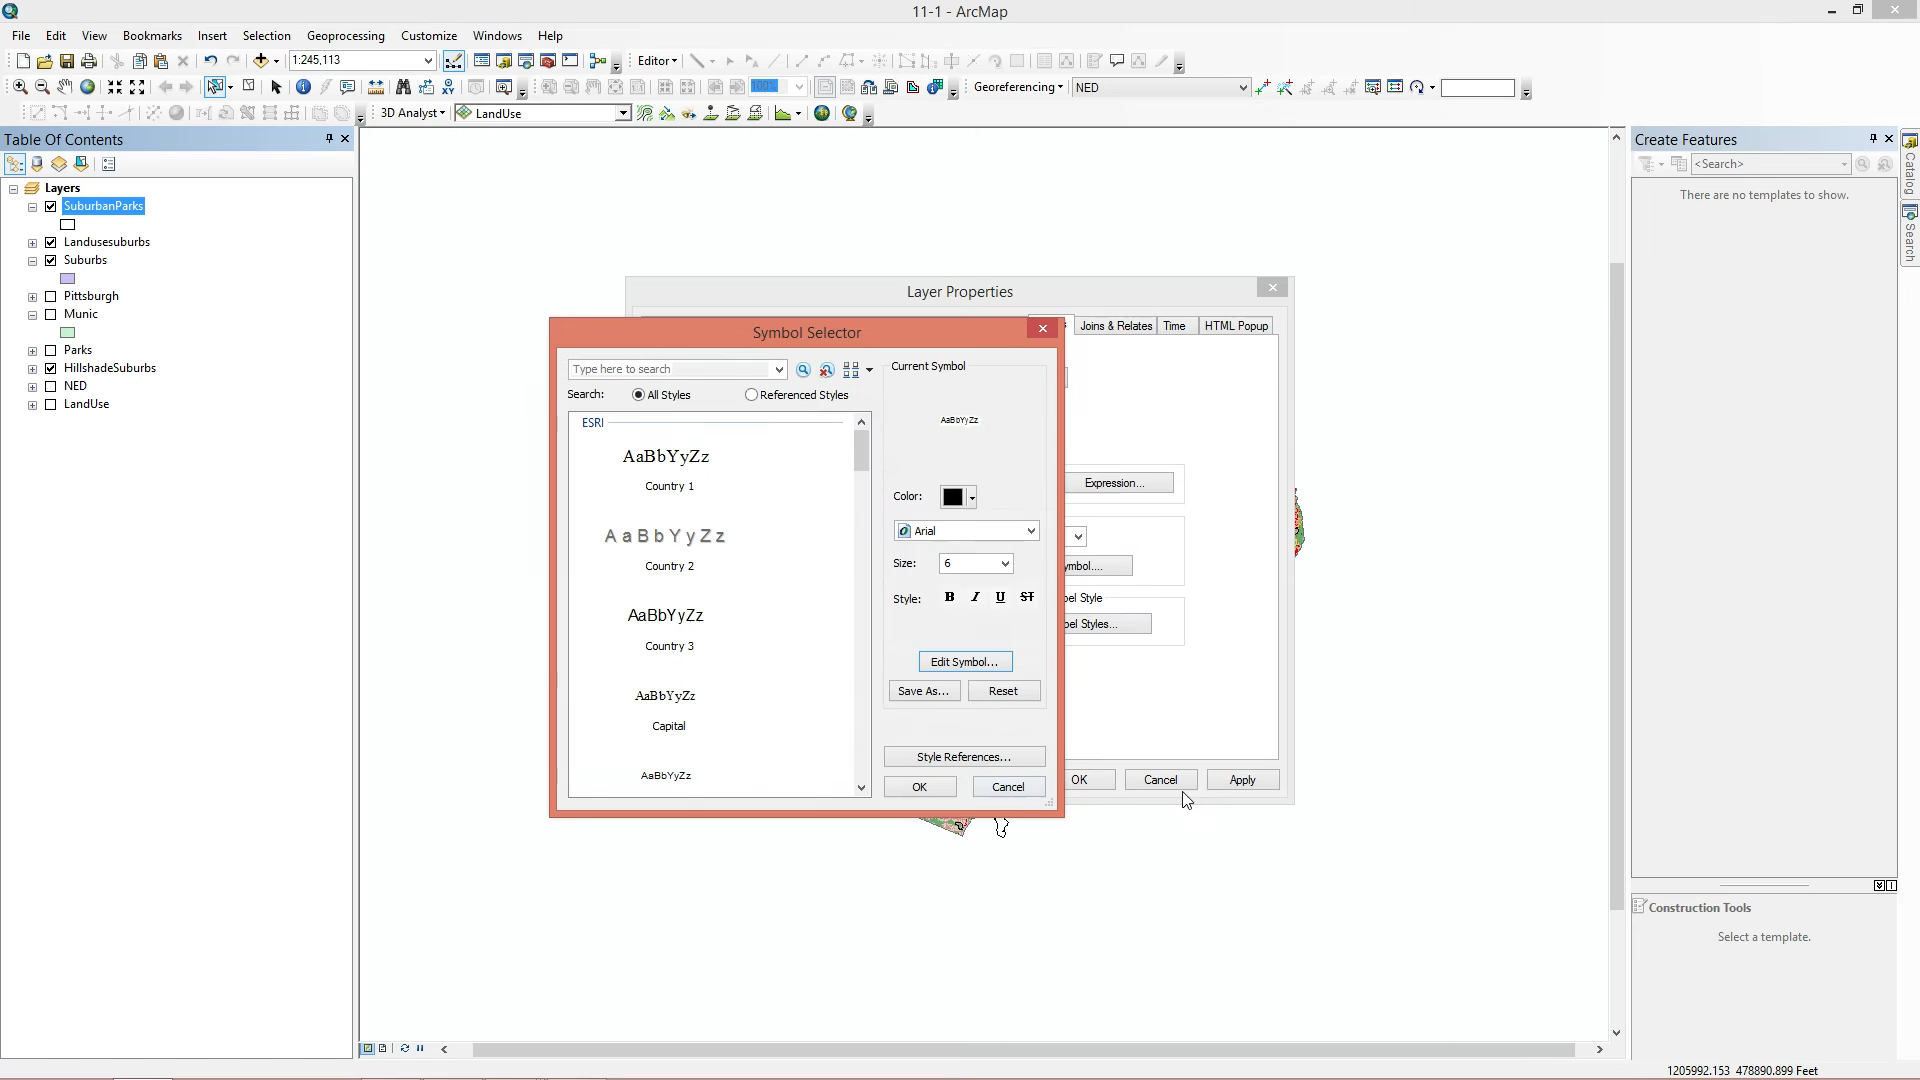 11-1 - ArcMap
File Edit View Bookmarks Insert Selection Geoprocessing Customize Windows Help
1:245,113 Editor
100% Georeferencing NED
3D Analyst LandUse
Table Of Contents
Layers
SuburbanParks
Landusesuburbs
Suburbs
Pittsburgh
Munic
Parks
HillshadeSuburbs
NED
LandUse
Layer Properties
Joins & Relates Time HTML Popup
Expression...
Symbol Selector
Type here to search
Search: All Styles Referenced Styles
ESRI
AaBbYyZz
Country 1
AaBbYyZz
Country 2
AaBbYyZz
Country 3
AaBbYyZz
Capital
AaBbYyZz
Current Symbol
AaBbYyZz
Color:
Arial
Size: 6
Style: B I U ST
Edit Symbol...
Save As... Reset
Style References...
OK Cancel
ymbol....
bel Style
bel Styles...
OK Cancel Apply
Create Features
<Search>
There are no templates to show.
Construction Tools
Select a template.
Catalog
Search
1205992.153 478890.899 Feet